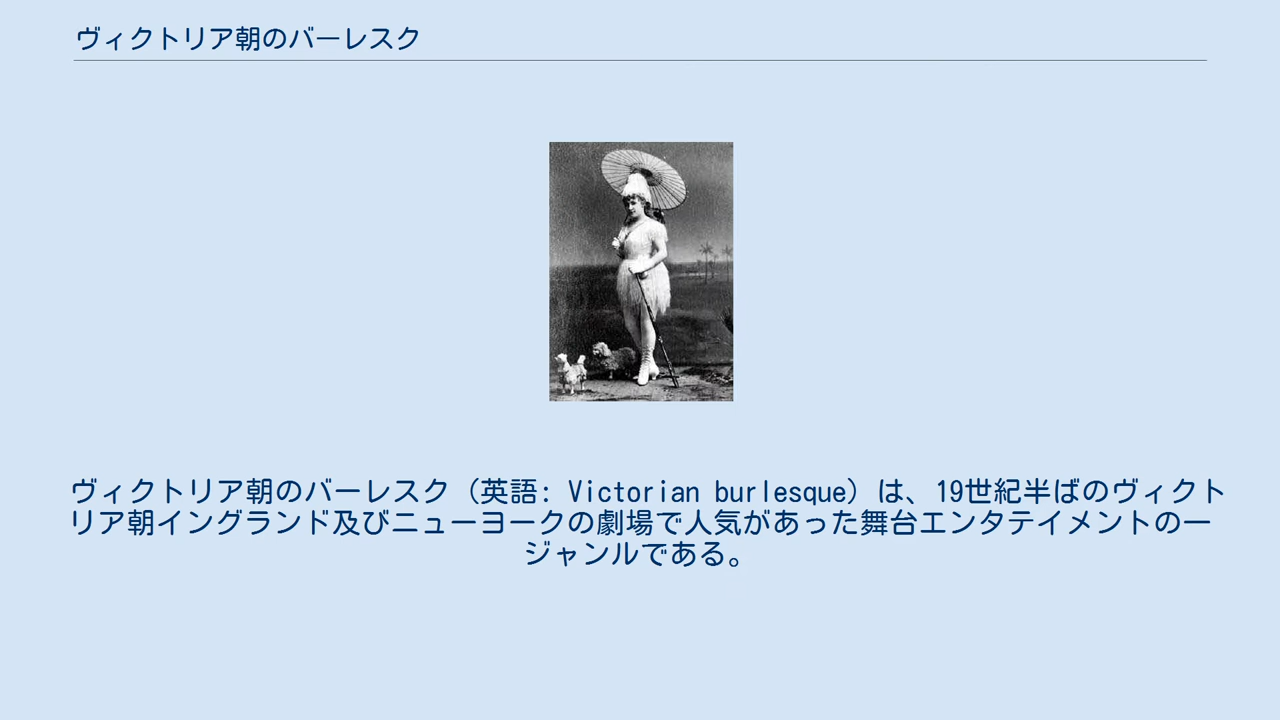 ヴィクトリア朝のバーレスク
ヴィクトリア朝のバーレスク（英語: Victorian burlesque）は、19世紀半ばのヴィクト
リア朝イングランド及びニューヨークの劇場で人気があった舞台エンタテイメントの一
ジャンルである。